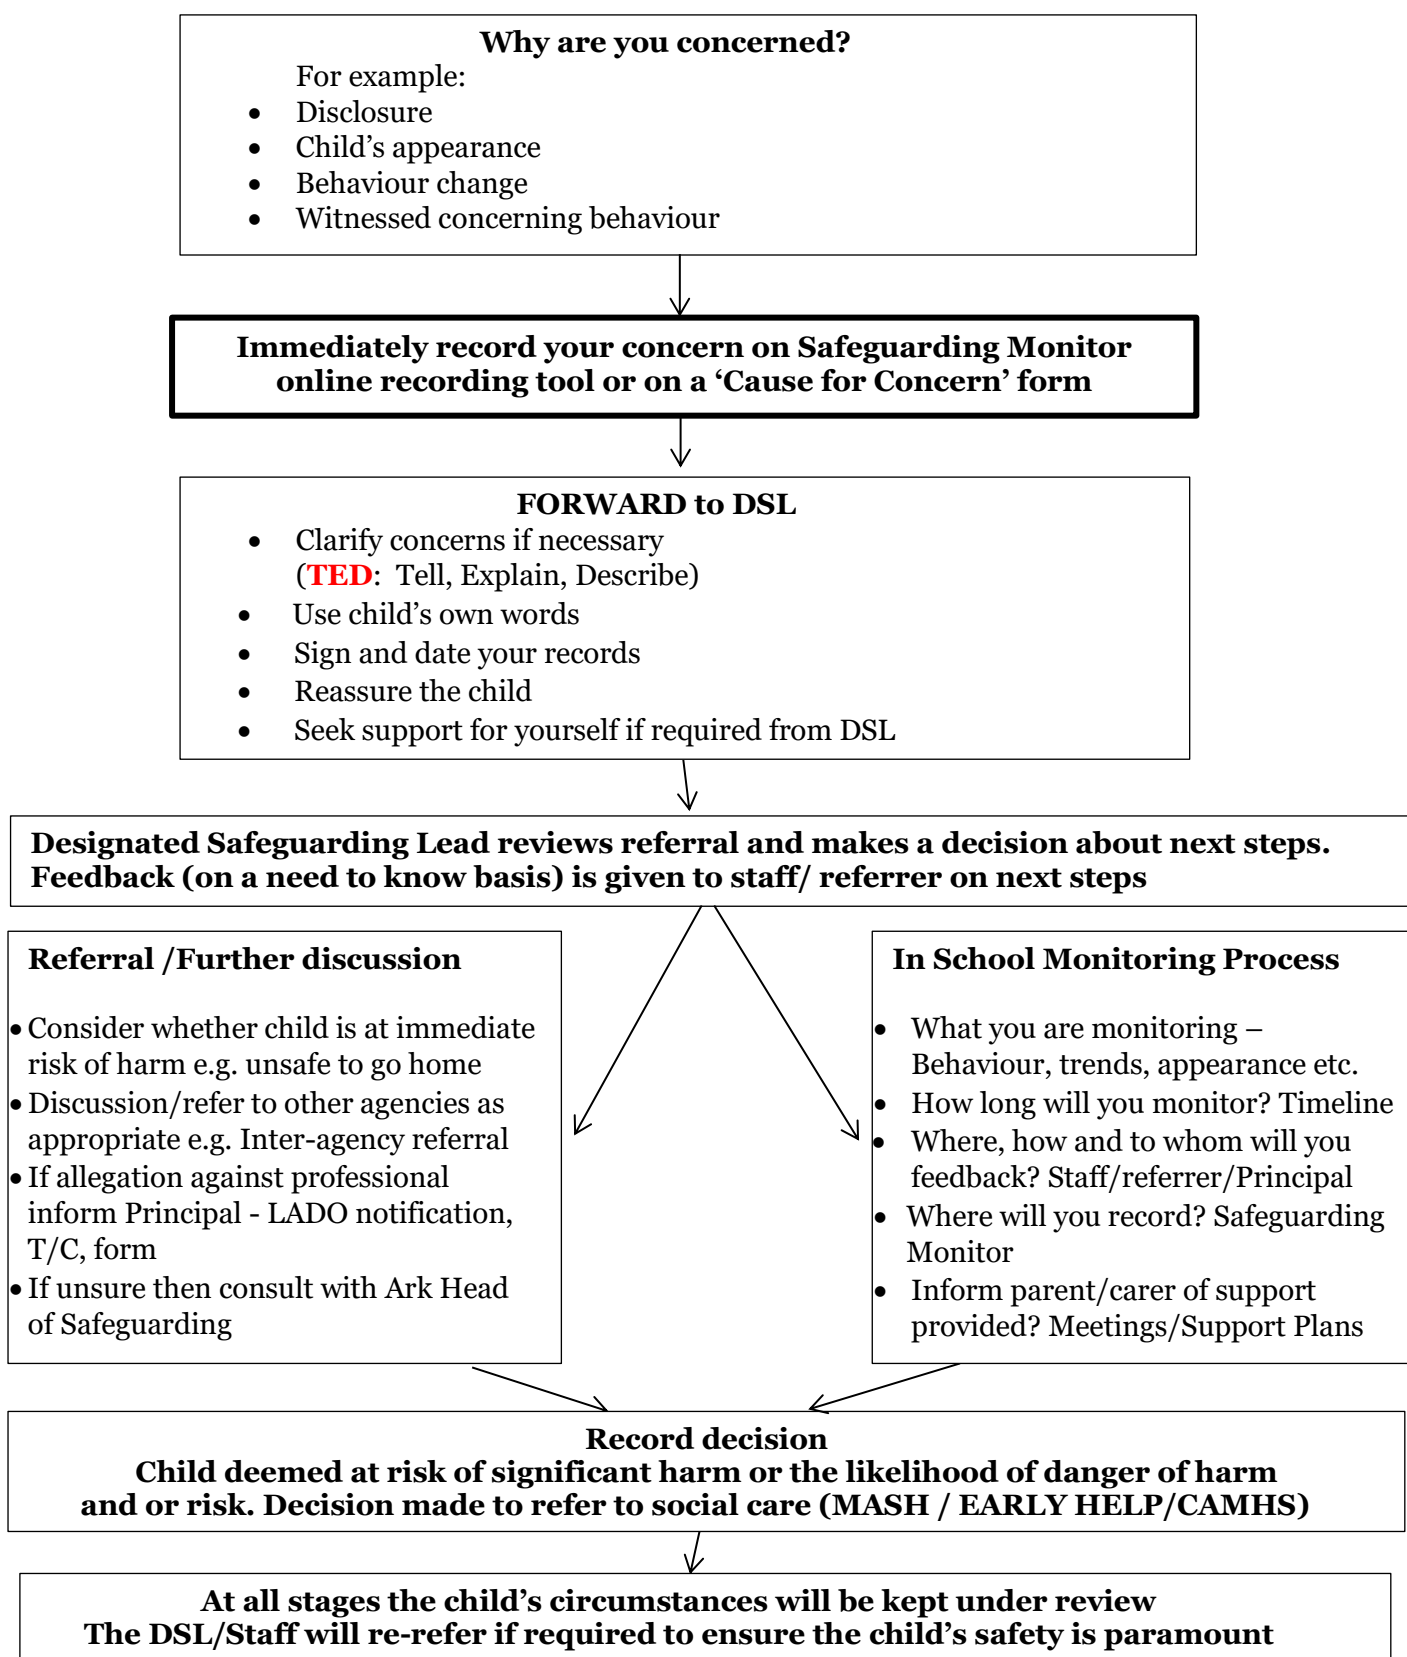 Why are you concerned?
For example:
• Disclosure
• Child’s appearance
• Behaviour change
• Witnessed concerning behaviour
Immediately record your concern on Safeguarding Monitor
online recording tool or on a ‘Cause for Concern’ form
FORWARD to DSL
• Clarify concerns if necessary
(TED: Tell, Explain, Describe)
• Use child’s own words
• Sign and date your records
• Reassure the child
• Seek support for yourself if required from DSL
Designated Safeguarding Lead reviews referral and makes a decision about next steps.
Feedback (on a need to know basis) is given to staff/ referrer on next steps
Referral /Further discussion
• Consider whether child is at immediate
risk of harm e.g. unsafe to go home
• Discussion/refer to other agencies as
appropriate e.g. Inter-agency referral
• If allegation against professional
inform Principal - LADO notification,
T/C, form
• If unsure then consult with Ark Head
of Safeguarding
In School Monitoring Process
• What you are monitoring –
Behaviour, trends, appearance etc.
• How long will you monitor? Timeline
• Where, how and to whom will you
feedback? Staff/referrer/Principal
• Where will you record? Safeguarding
Monitor
• Inform parent/carer of support
provided? Meetings/Support Plans
Record decision
Child deemed at risk of significant harm or the likelihood of danger of harm
and or risk. Decision made to refer to social care (MASH / EARLY HELP/CAMHS)
At all stages the child’s circumstances will be kept under review
The DSL/Staff will re-refer if required to ensure the child’s safety is paramount